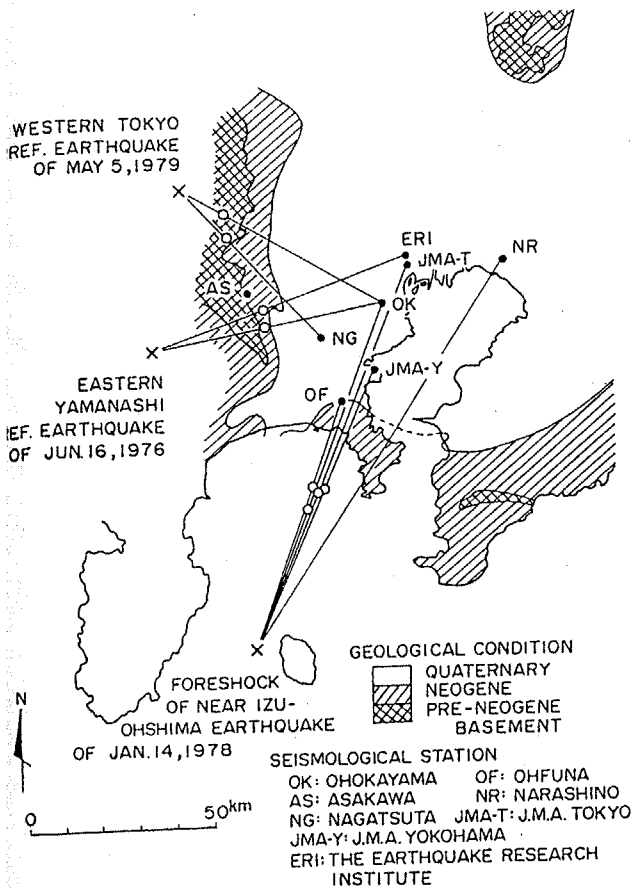 WESTERN TOKYO
REF. EARTHQUAKE
OF MAY 5,1979
ERI
JMA-T
NR
AS
OK
NG
JMA-Y
OF
EASTERN
YAMANASHI
REF. EARTHQUAKE
OF JUN.16,1976
FORESHOCK
OF NEAR IZU-
OHSHIMA EARTHQUAKE
OF JAN.14,1978
GEOLOGICAL CONDITION
QUATERNARY
NEOGENE
PRE-NEOGENE
BASEMENT
N
0 50km
SEISMOLOGICAL STATION
OK: OHOKAYAMA OF: OHFUNA
AS: ASAKAWA NR: NARASHINO
NG: NAGATSUTA JMA-T: J.M.A. TOKYO
JMA-Y: J.M.A. YOKOHAMA
ERI: THE EARTHQUAKE RESEARCH
INSTITUTE